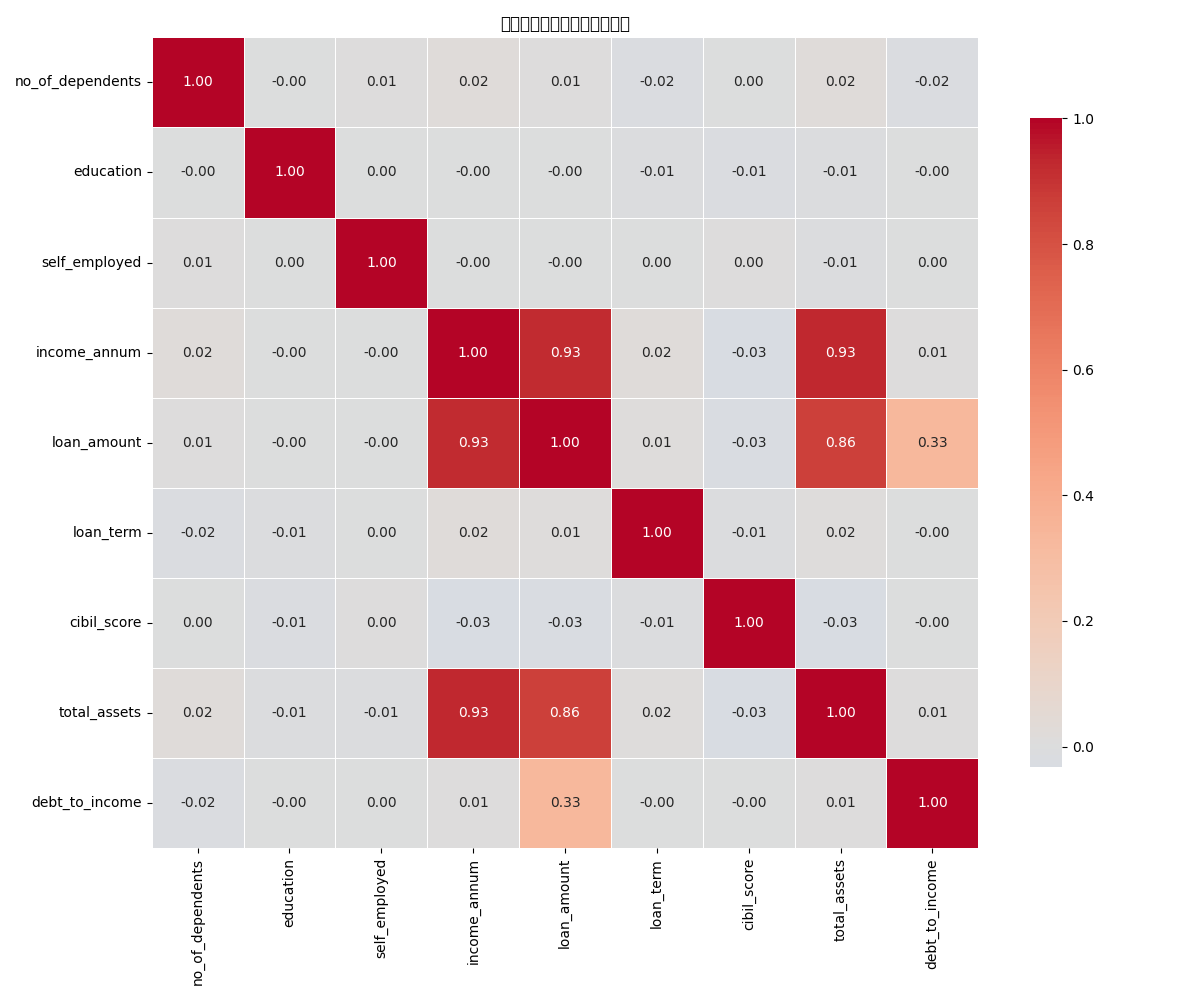 no_of_dependents 1.00 -0.00 0.01 0.02 0.01 -0.02 0.00 0.02 -0.02
education -0.00 1.00 0.00 -0.00 -0.00 -0.01 -0.01 -0.01 -0.00
self_employed 0.01 0.00 1.00 -0.00 -0.00 0.00 0.00 -0.01 0.00
income_annum 0.02 -0.00 -0.00 1.00 0.93 0.02 -0.03 0.93 0.01
loan_amount 0.01 -0.00 -0.00 0.93 1.00 0.01 -0.03 0.86 0.33
loan_term -0.02 -0.01 0.00 0.02 0.01 1.00 -0.01 0.02 -0.00
cibil_score 0.00 -0.01 0.00 -0.03 -0.03 -0.01 1.00 -0.03 -0.00
total_assets 0.02 -0.01 -0.01 0.93 0.86 0.02 -0.03 1.00 0.01
debt_to_income -0.02 -0.00 0.00 0.01 0.33 -0.00 -0.00 0.01 1.00
no_of_dependents
education
self_employed
income_annum
loan_amount
loan_term
cibil_score
total_assets
debt_to_income
1.0
0.8
0.6
0.4
0.2
0.0